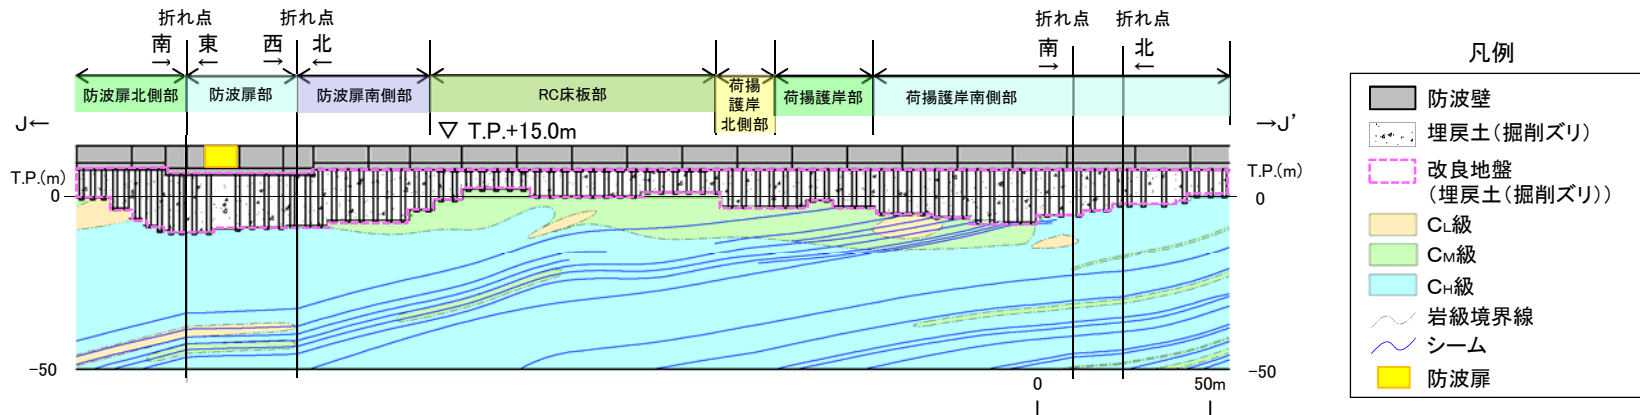 折れ点
折れ点
折れ点
折れ点
南
東
西
北
南
北
防波扉北側部
防波扉部
防波扉南側部
RC床板部
荷揚
護岸
北側部
荷揚護岸部
荷揚護岸南側部
J←
▽ T.P.+15.0m
→J’
T.P.(m)
0
-50
T.P.(m)
0
-50
0
50m
凡例
防波壁
埋戻土(掘削ズリ)
改良地盤
(埋戻土(掘削ズリ))
CL級
CM級
CH級
岩級境界線
シーム
防波扉